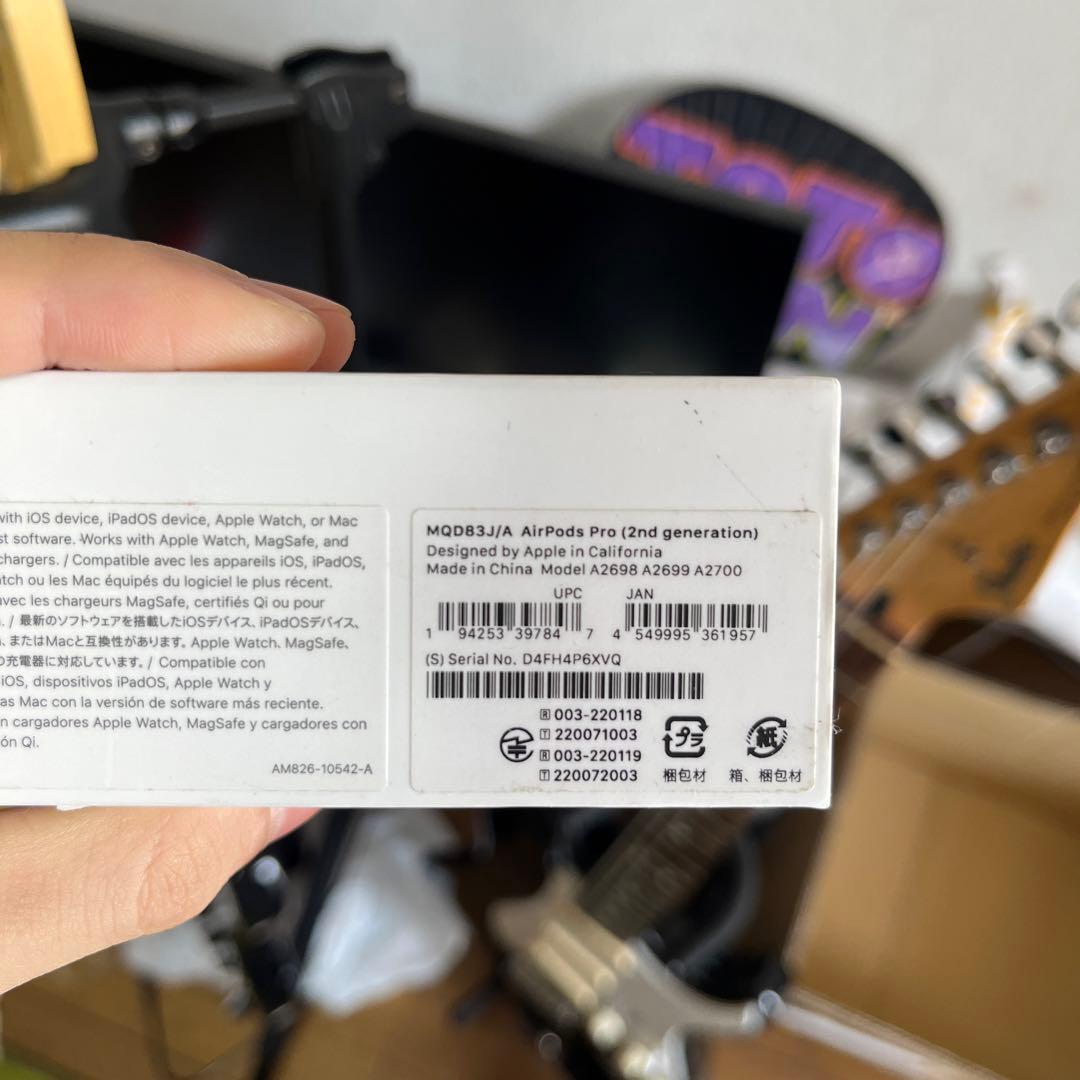 with iOS device, iPadOS device, Apple Watch, or Mac
st software. Works with Apple Watch, MagSafe, and
chargers. / Compatible avec les appareils iOS, iPadOS,
atch ou les Mac équipés du logiciel le plus récent.
avec les chargeurs MagSafe, certifiés Qi ou pour
. / 最新のソフトウェアを搭載したiOSデバイス、iPadOSデバイス、
、またはMacと互換性があります。Apple Watch、MagSafe、
の充電器に対応しています。/ Compatible con
iOS, dispositivos iPadOS, Apple Watch y
as Mac con la versión de software más reciente.
n cargadores Apple Watch, MagSafe y cargadores con
ón Qi.
AM826-10542-A
MQD83J/A AirPods Pro (2nd generation)
Designed by Apple in California
Made in China Model A2698 A2699 A2700
UPC JAN
1 94253 39784 7 4 549995 361957
(S) Serial No. D4FH4P6XVQ
R 003-220118
T 220071003
R 003-220119
T 220072003
プラ
梱包材
紙
箱、梱包材